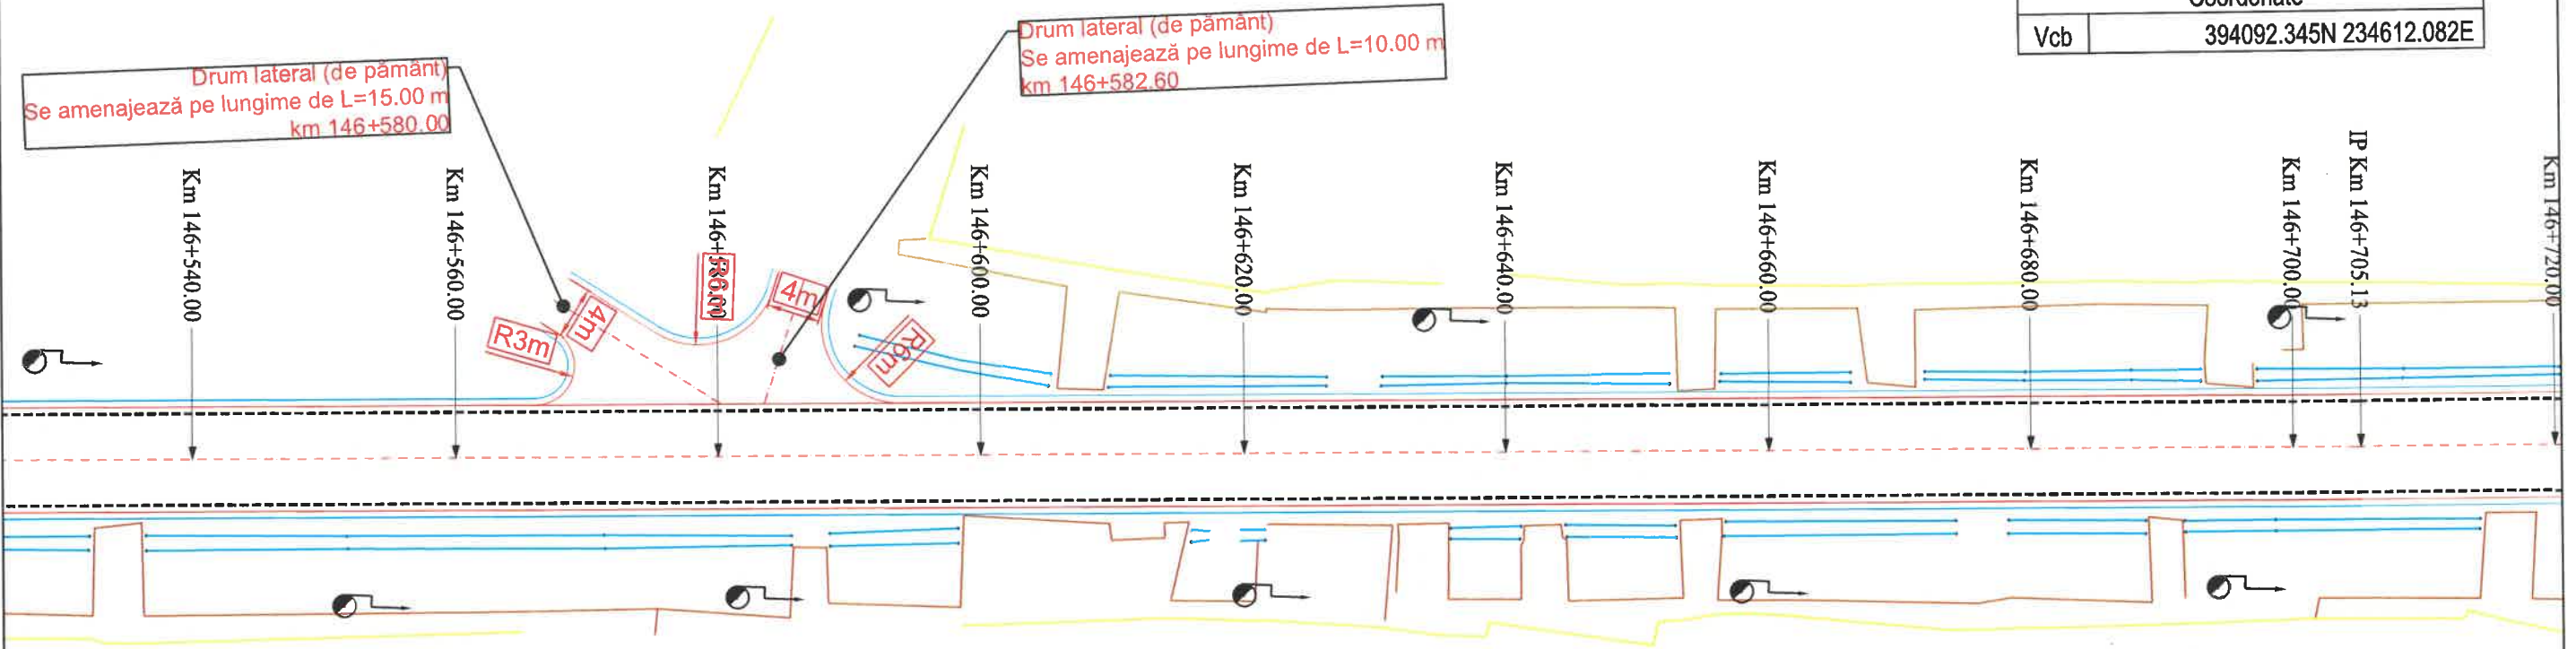 Coordonate
Vcb 394092.345N 234612.082E
Drum lateral (de pământ)
Se amenajează pe lungime de L=15.00 m
km 146+580.00
Drum lateral (de pământ)
Se amenajează pe lungime de L=10.00 m
km 146+582.60
Km 146+540.00
Km 146+560.00
Km 146+580.00
Km 146+600.00
Km 146+620.00
Km 146+640.00
Km 146+660.00
Km 146+680.00
Km 146+700.00
IP Km 146+705.13
Km 146+720.00
R3m
4m
R6m
4m
R6m